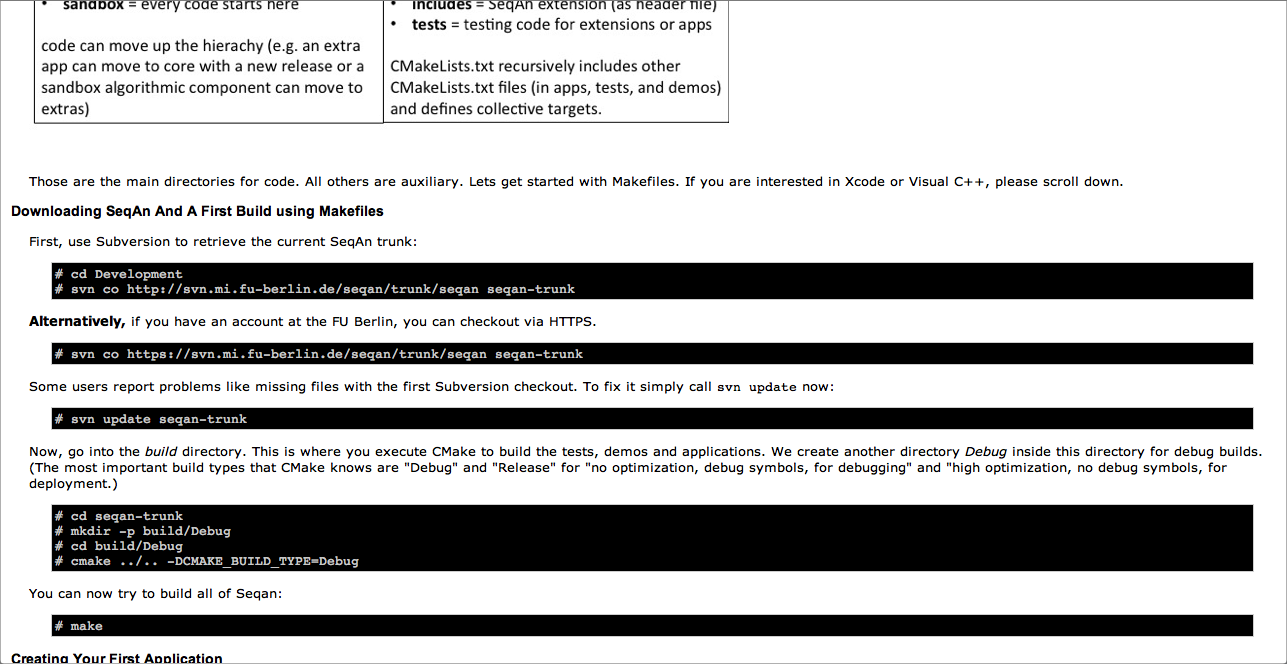 • sandbox = every code starts here
code can move up the hierachy (e.g. an extra
app can move to core with a new release or a
sandbox algorithmic component can move to
extras)
• includes = SeqAn extension (as header file)
• tests = testing code for extensions or apps
CMakeLists.txt recursively includes other
CMakeLists.txt files (in apps, tests, and demos)
and defines collective targets.
Those are the main directories for code. All others are auxiliary. Lets get started with Makefiles. If you are interested in Xcode or Visual C++, please scroll down.
Downloading SeqAn And A First Build using Makefiles
First, use Subversion to retrieve the current SeqAn trunk:
# cd Development
# svn co http://svn.mi.fu-berlin.de/seqan/trunk/seqan seqan-trunk
Alternatively, if you have an account at the FU Berlin, you can checkout via HTTPS.
# svn co https://svn.mi.fu-berlin.de/seqan/trunk/seqan seqan-trunk
Some users report problems like missing files with the first Subversion checkout. To fix it simply call svn update now:
# svn update seqan-trunk
Now, go into the build directory. This is where you execute CMake to build the tests, demos and applications. We create another directory Debug inside this directory for debug builds.
(The most important build types that CMake knows are "Debug" and "Release" for "no optimization, debug symbols, for debugging" and "high optimization, no debug symbols, for
deployment.)
# cd seqan-trunk
# mkdir -p build/Debug
# cd build/Debug
# cmake ../.. -DCMAKE_BUILD_TYPE=Debug
You can now try to build all of Seqan:
# make
Creating Your First Application